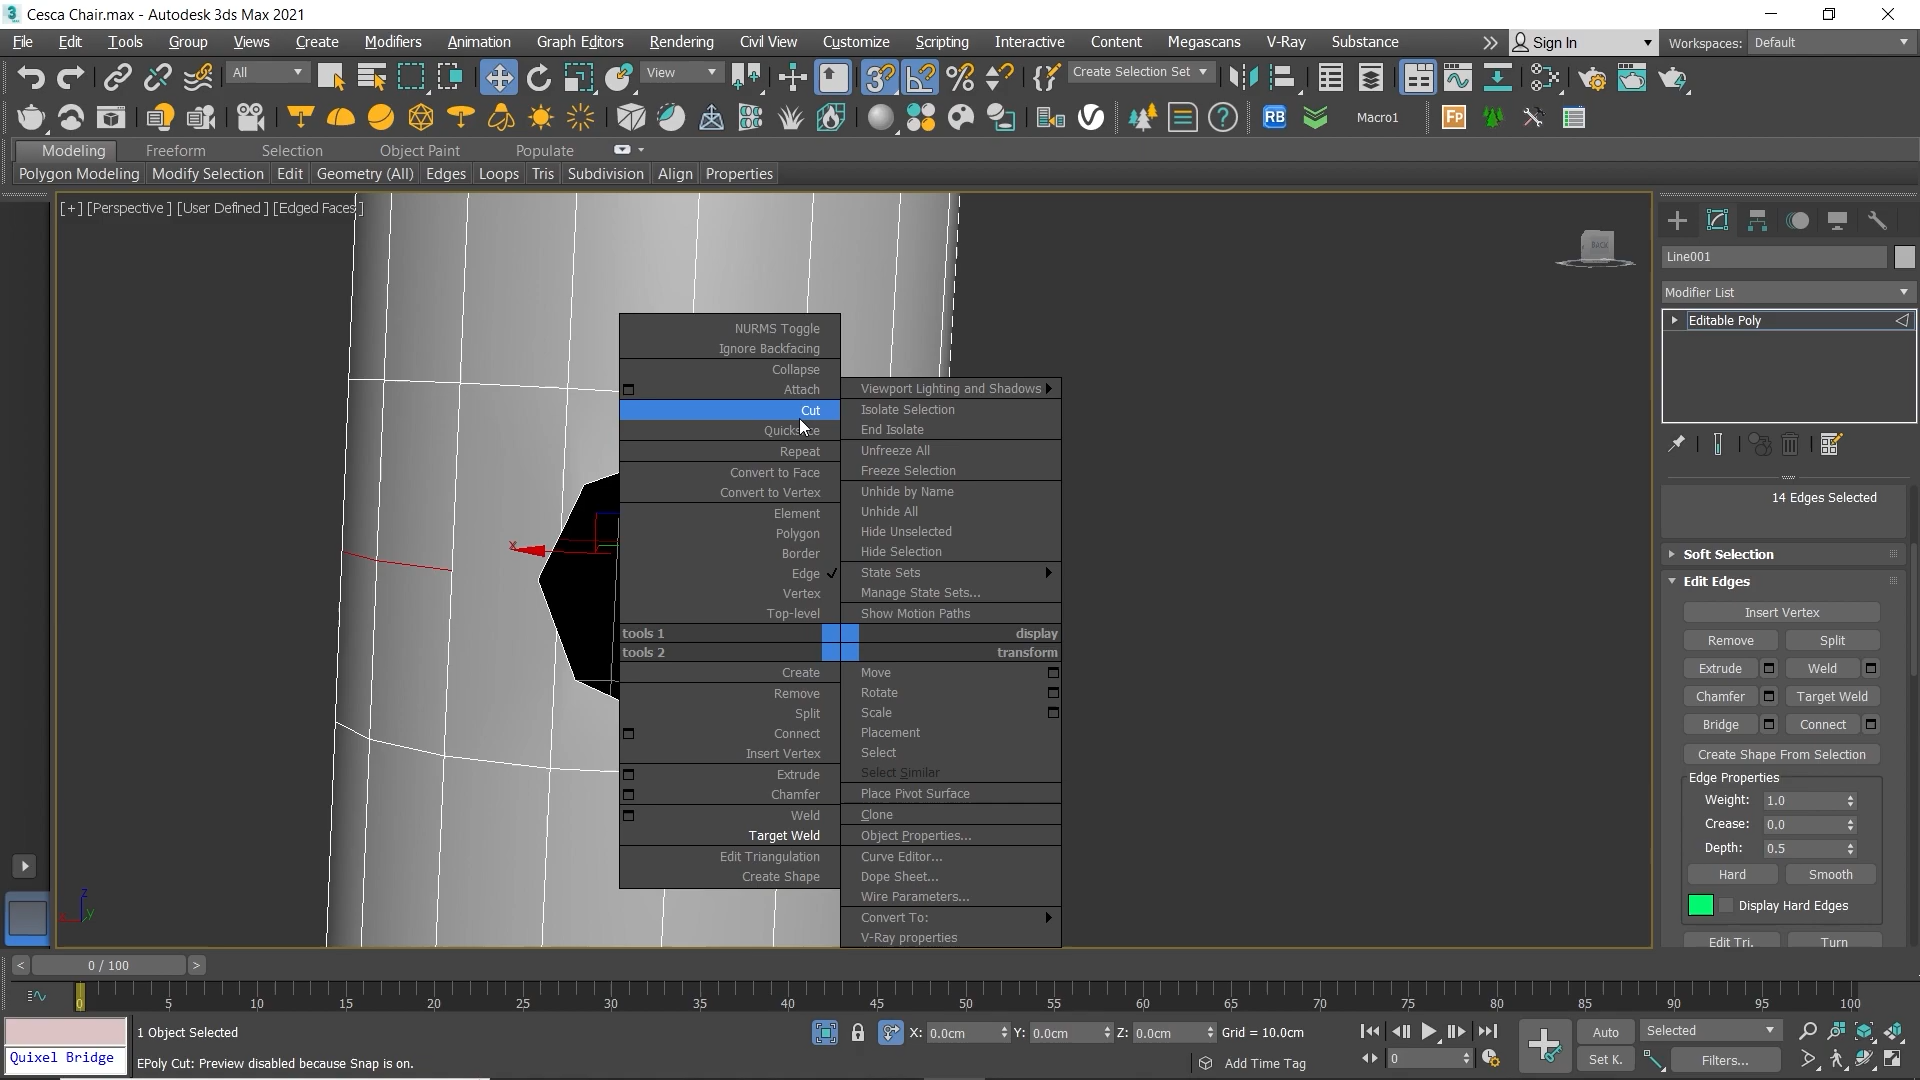 Cesca Chair.max - Autodesk 3ds Max 2021
File Edit Tools Group Views Create Modifiers Animation Graph Editors Rendering Civil View Customize Scripting Interactive Content Megascans V-Ray Substance Sign In Workspaces: Default
All View Create Selection Set
RB Macro1 FP
Modeling Freeform Selection Object Paint Populate
Polygon Modeling Modify Selection Edit Geometry (All) Edges Loops Tris Subdivision Align Properties
[+] [Perspective ] [User Defined ] [Edged Faces ]
BACK
NURMS Toggle
Ignore Backfacing
Collapse
Attach
Cut
Repeat
Convert to Face
Convert to Vertex
Element
Polygon
Border
Edge
Vertex
Top-level
tools 1
tools 2
Create
Remove
Split
Connect
Insert Vertex
Extrude
Chamfer
Weld
Target Weld
Edit Triangulation
Create Shape
Viewport Lighting and Shadows
Isolate Selection
End Isolate
Unfreeze All
Freeze Selection
Unhide by Name
Unhide All
Hide Unselected
Hide Selection
State Sets
Manage State Sets...
Show Motion Paths
display
transform
Move
Rotate
Scale
Placement
Select
Select Similar
Place Pivot Surface
Clone
Object Properties...
Curve Editor...
Dope Sheet...
Wire Parameters...
Convert To:
V-Ray properties
x
z
y
Line001
Modifier List
Editable Poly
14 Edges Selected
Soft Selection
Edit Edges
Insert Vertex
Remove Split
Extrude Weld
Chamfer Target Weld
Bridge Connect
Create Shape From Selection
Edge Properties
Weight: 1.0
Crease: 0.0
Depth: 0.5
Hard Smooth
Display Hard Edges
Edit Tri. Turn
< 0 / 100 >
0 5 10 15 20 25 30 35 40 45 50 55 60 65 70 75 80 85 90 95 100
1 Object Selected X: 0.0cm Y: 0.0cm Z: 0.0cm Grid = 10.0cm Auto Selected
Quixel Bridge EPoly Cut: Preview disabled because Snap is on. Add Time Tag 0 Set K. Filters...